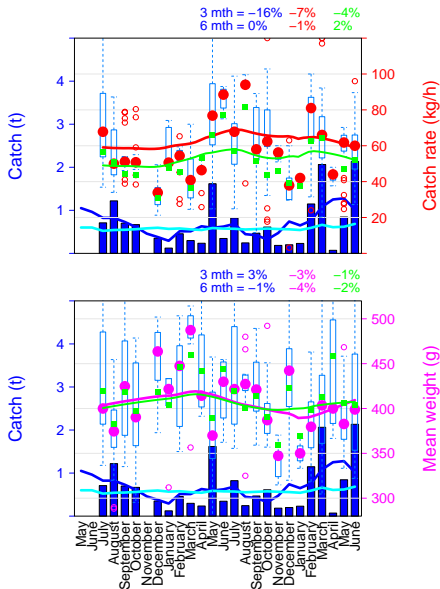 3 mth = −16% −7% −4%
6 mth = 0% −1% 2%
Catch (t)
5
4
3
2
1
Catch rate (kg/h)
120
100
80
60
40
20
3 mth = 3% −3% −1%
6 mth = −1% −4% −2%
Catch (t)
5
4
3
2
1
Mean weight (g)
500
450
400
350
300
May
June
July
August
September
October
November
December
January
February
March
April
May
June
July
August
September
October
November
December
January
February
March
April
May
June